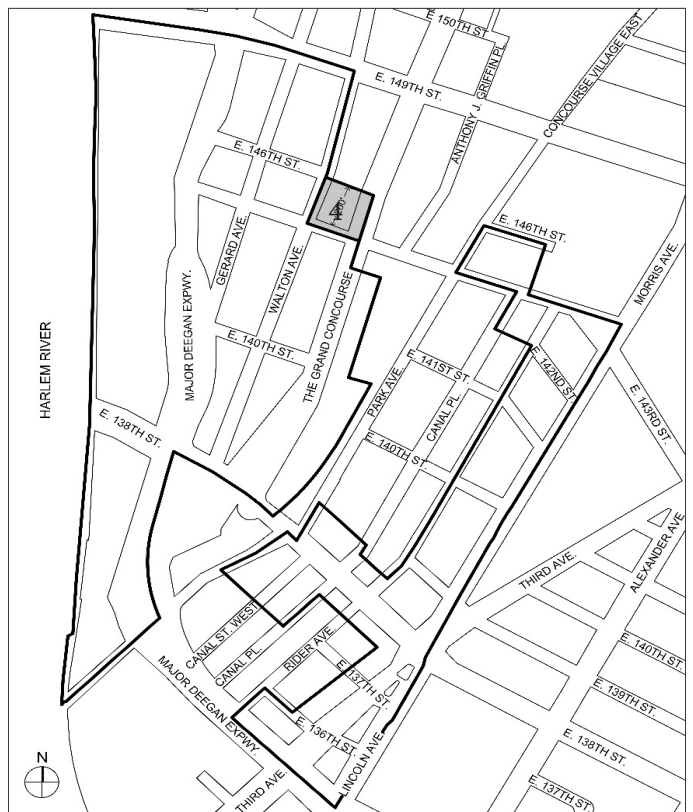 E. 150TH ST.
E. 149TH ST.
ANTHONY J. GRIFFIN PL.
CONCOURSE VILLAGE EAST
E. 146TH ST.
E. 146TH ST.
MORRIS AVE.
GERARD AVE.
WALTON AVE.
THE GRAND CONCOURSE
MAJOR DEEGAN EXPWY.
HARLEM RIVER
E. 140TH ST.
E. 141ST ST.
E. 142ND ST
E. 143RD ST.
PARK AVE.
CANAL PL.
E. 138TH ST.
E. 140TH ST.
THIRD AVE.
ALEXANDER AVE.
CANAL ST. WEST
CANAL PL.
RIDER AVE.
E. 137TH ST.
E. 140TH ST.
MAJOR DEEGAN EXPWY.
E. 136TH ST.
LINCOLN AVE.
E. 139TH ST.
E. 138TH ST.
N
THIRD AVE.
E. 137TH ST.